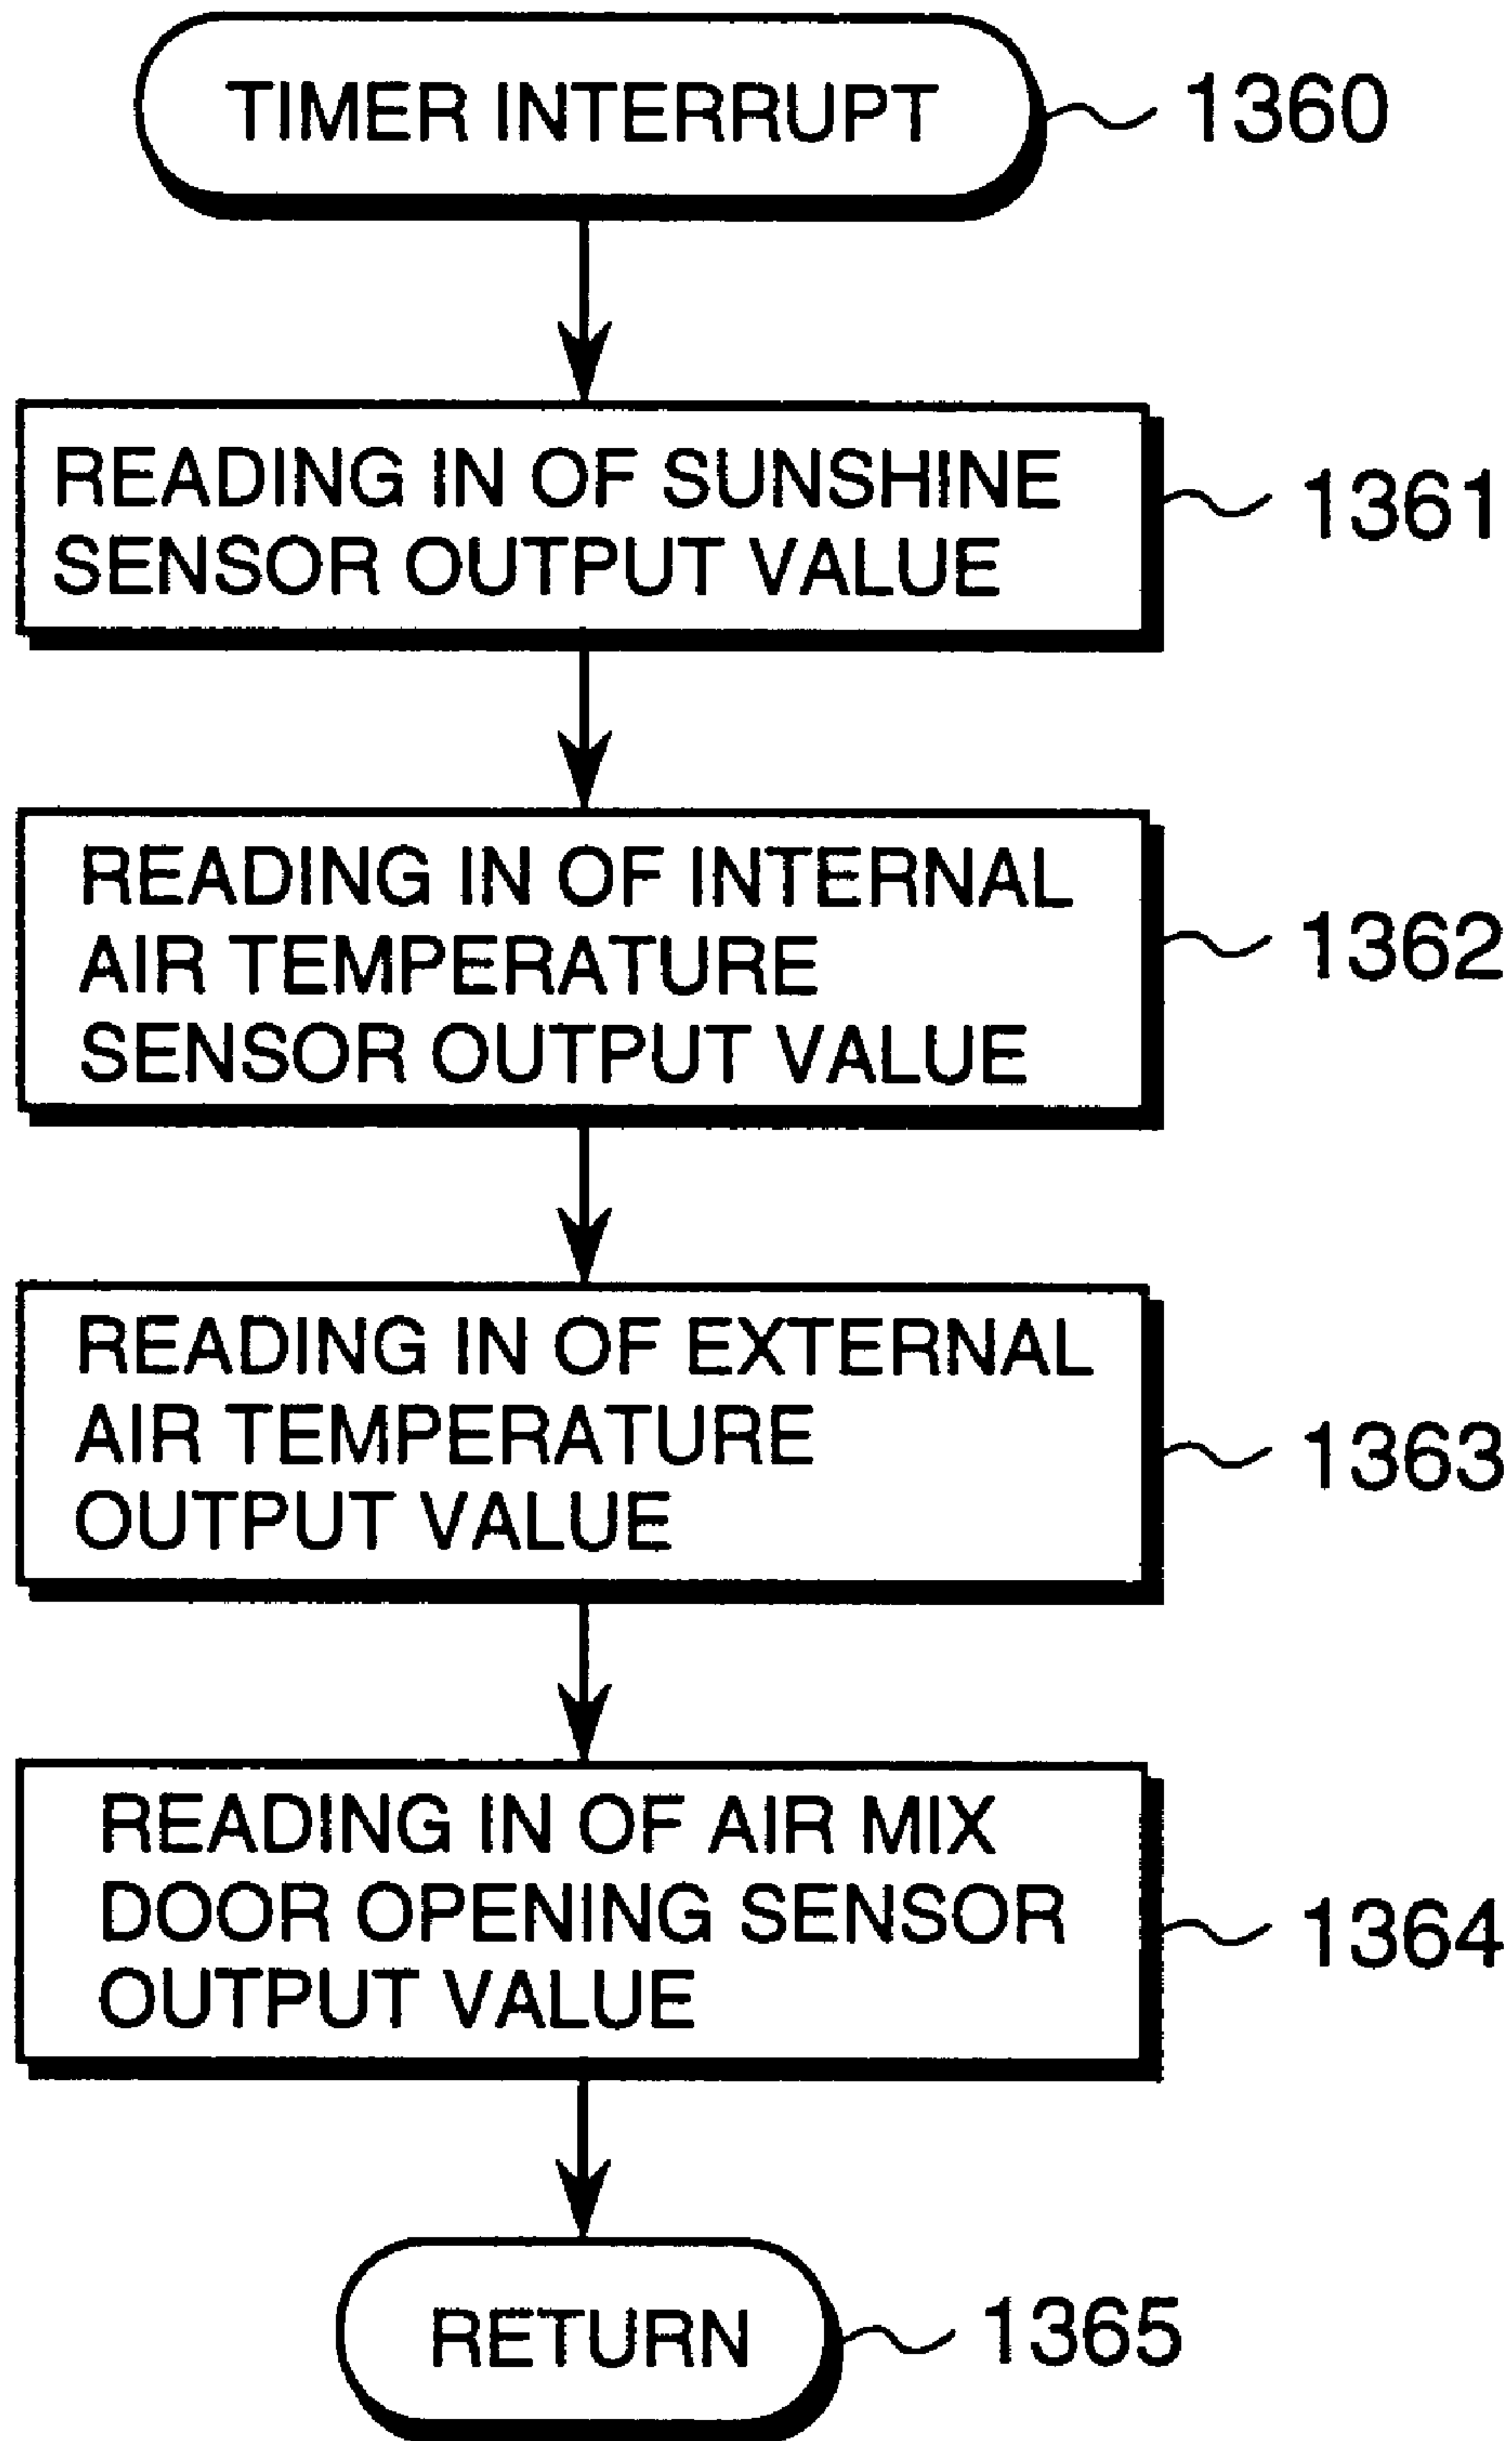 TIMER INTERRUPT
1360
READING IN OF SUNSHINE
SENSOR OUTPUT VALUE
1361
READING IN OF INTERNAL
AIR TEMPERATURE
SENSOR OUTPUT VALUE
1362
READING IN OF EXTERNAL
AIR TEMPERATURE
OUTPUT VALUE
1363
READING IN OF AIR MIX
DOOR OPENING SENSOR
OUTPUT VALUE
1364
RETURN
1365